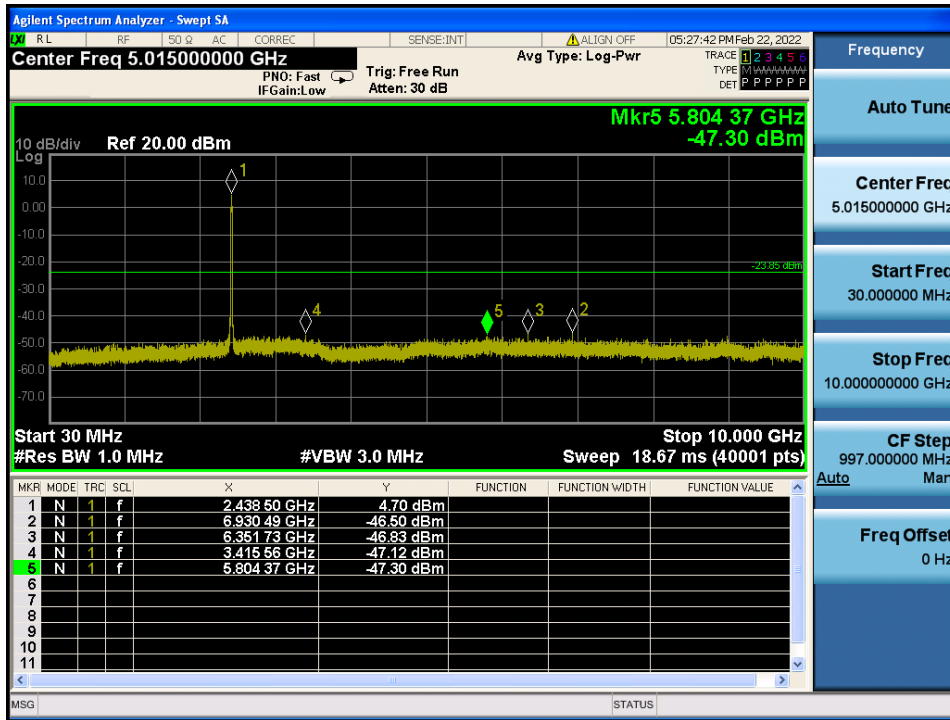 Agilent Spectrum Analyzer - Swept SA
LXI RL RF 50 Ω AC CORREC SENSE:INT ALIGN OFF 05:27:42 PM Feb 22, 2022
Center Freq 5.015000000 GHz
PNO: Fast
IFGain:Low
Trig: Free Run
Atten: 30 dB
Avg Type: Log-Pwr
TRACE 1 2 3 4 5 6
TYPE M W W W W W
DET P P P P P P
Mkr5 5.804 37 GHz
-47.30 dBm
10 dB/div Ref 20.00 dBm
Log
10.0
0.00
-10.0
-20.0
-30.0
-40.0
-50.0
-60.0
-70.0
1
-23.85 dBm
4
5
3
2
Start 30 MHz Stop 10.000 GHz
#Res BW 1.0 MHz #VBW 3.0 MHz Sweep 18.67 ms (40001 pts)
MKR MODE TRC SCL X Y FUNCTION FUNCTION WIDTH FUNCTION VALUE
1 N 1 f 2.438 50 GHz 4.70 dBm
2 N 1 f 6.930 49 GHz -46.50 dBm
3 N 1 f 6.351 73 GHz -46.83 dBm
4 N 1 f 3.415 56 GHz -47.12 dBm
5 N 1 f 5.804 37 GHz -47.30 dBm
6
7
8
9
10
11
MSG STATUS
Frequency
Auto Tune
Center Freq
5.015000000 GHz
Start Freq
30.000000 MHz
Stop Freq
10.000000000 GHz
CF Step
997.000000 MHz
Auto Man
Freq Offset
0 Hz